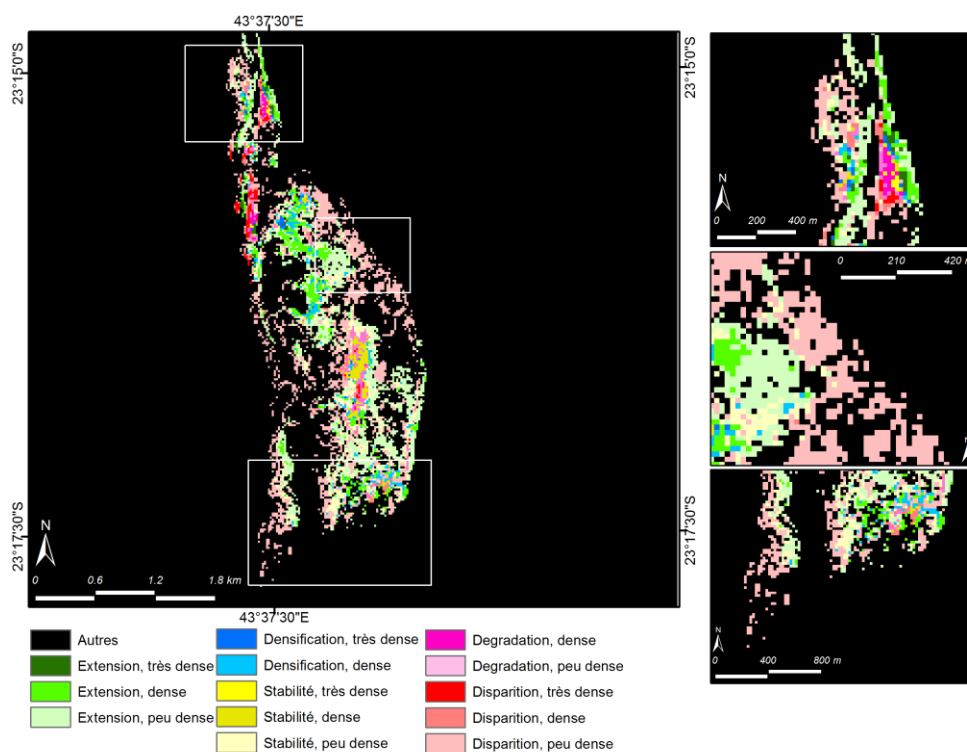 43°37'30"E
23°15'0"S
23°15'0"S
N
0 200 400 m
0 210 420 m
N
23°17'30"S
N
0 0.6 1.2 1.8 km
23°17'30"S
43°37'30"E
N
0 400 800 m
Autres
Extension, très dense
Extension, dense
Extension, peu dense
Densification, très dense
Densification, dense
Stabilité, très dense
Stabilité, dense
Stabilité, peu dense
Degradation, dense
Degradation, peu dense
Disparition, très dense
Disparition, dense
Disparition, peu dense